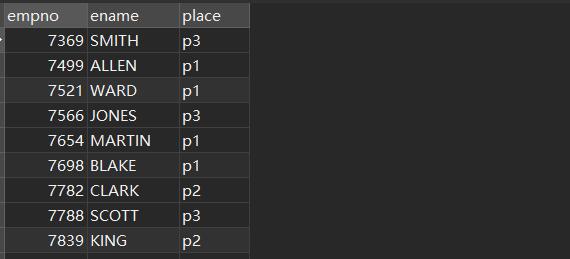 empno ename place
7369 SMITH p3
7499 ALLEN p1
7521 WARD p1
7566 JONES p3
7654 MARTIN p1
7698 BLAKE p1
7782 CLARK p2
7788 SCOTT p3
7839 KING p2